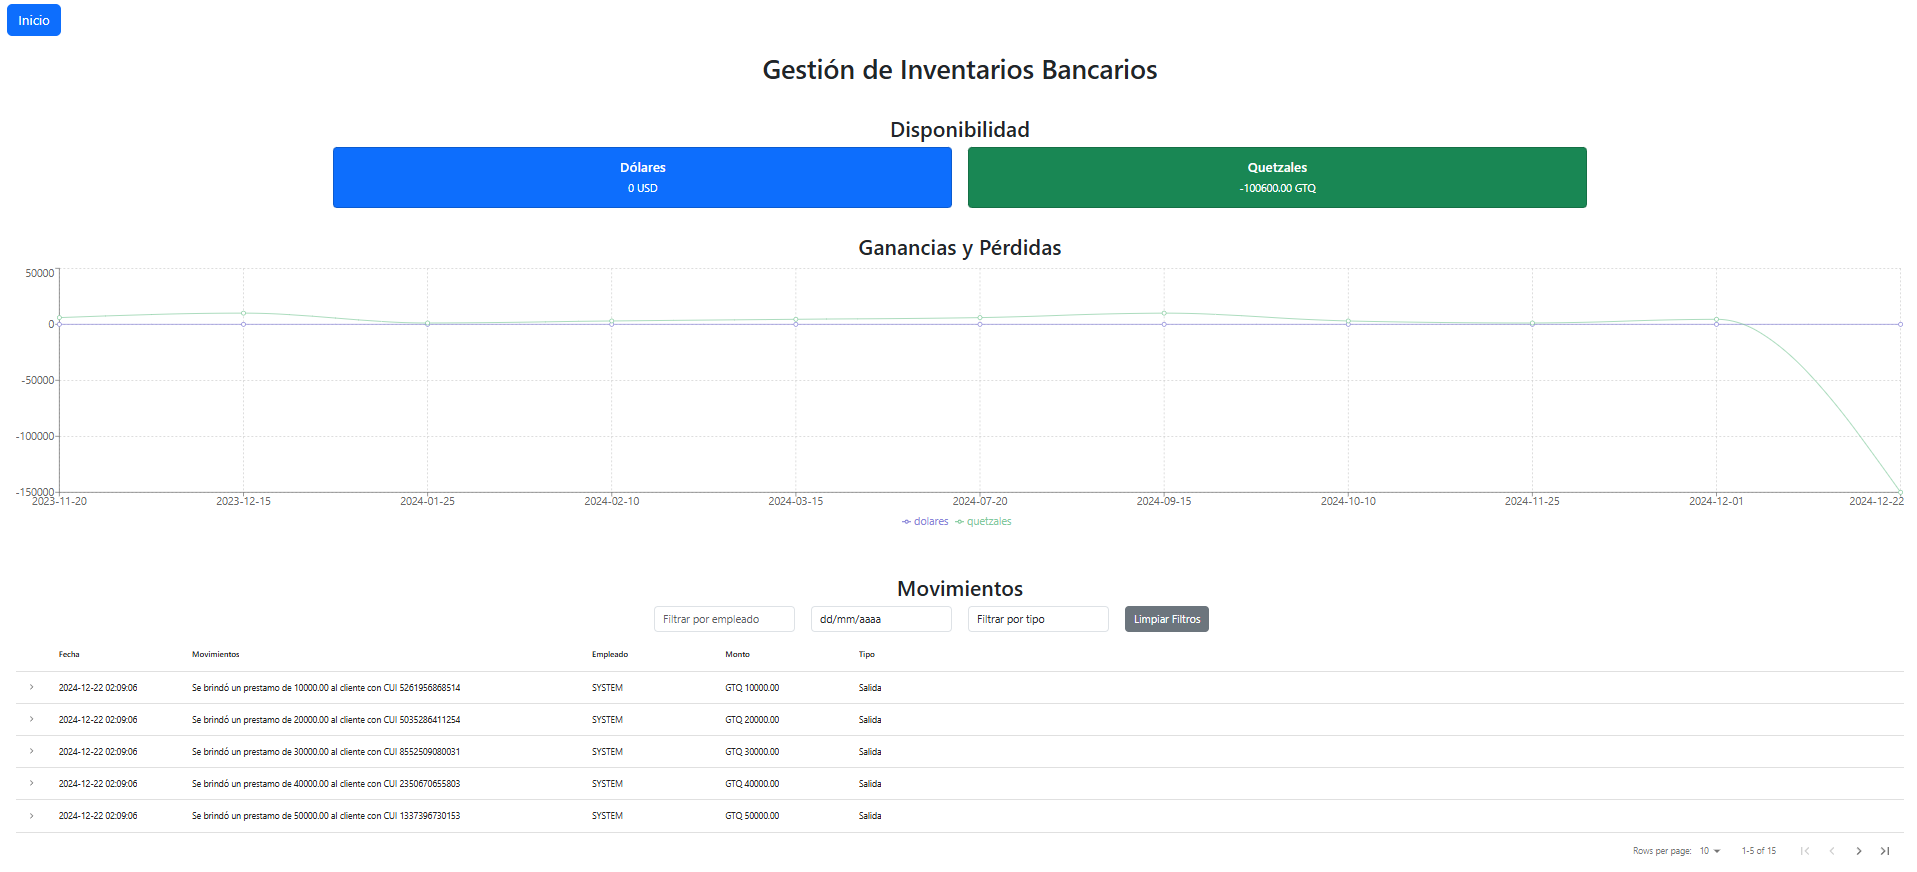 Inicio
Gestión de Inventarios Bancarios
Disponibilidad
Dólares
0 USD
Quetzales
-100600.00 GTQ
Ganancias y Pérdidas
50000
0
-50000
-100000
-150000
2023-11-20 2023-12-15 2024-01-25 2024-02-10 2024-03-15 2024-07-20 2024-09-15 2024-10-10 2024-11-25 2024-12-01 2024-12-22
dolares quetzales
Movimientos
Filtrar por empleado dd/mm/aaaa Filtrar por tipo Limpiar Filtros
Fecha Movimientos Empleado Monto Tipo
2024-12-22 02:09:06 Se brindó un prestamo de 10000.00 al cliente con CUI 5261956868514 SYSTEM GTQ 10000.00 Salida
2024-12-22 02:09:06 Se brindó un prestamo de 20000.00 al cliente con CUI 5035286411254 SYSTEM GTQ 20000.00 Salida
2024-12-22 02:09:06 Se brindó un prestamo de 30000.00 al cliente con CUI 8552509080031 SYSTEM GTQ 30000.00 Salida
2024-12-22 02:09:06 Se brindó un prestamo de 40000.00 al cliente con CUI 2350670655803 SYSTEM GTQ 40000.00 Salida
2024-12-22 02:09:06 Se brindó un prestamo de 50000.00 al cliente con CUI 1337396730153 SYSTEM GTQ 50000.00 Salida
Rows per page: 10 1-5 of 15